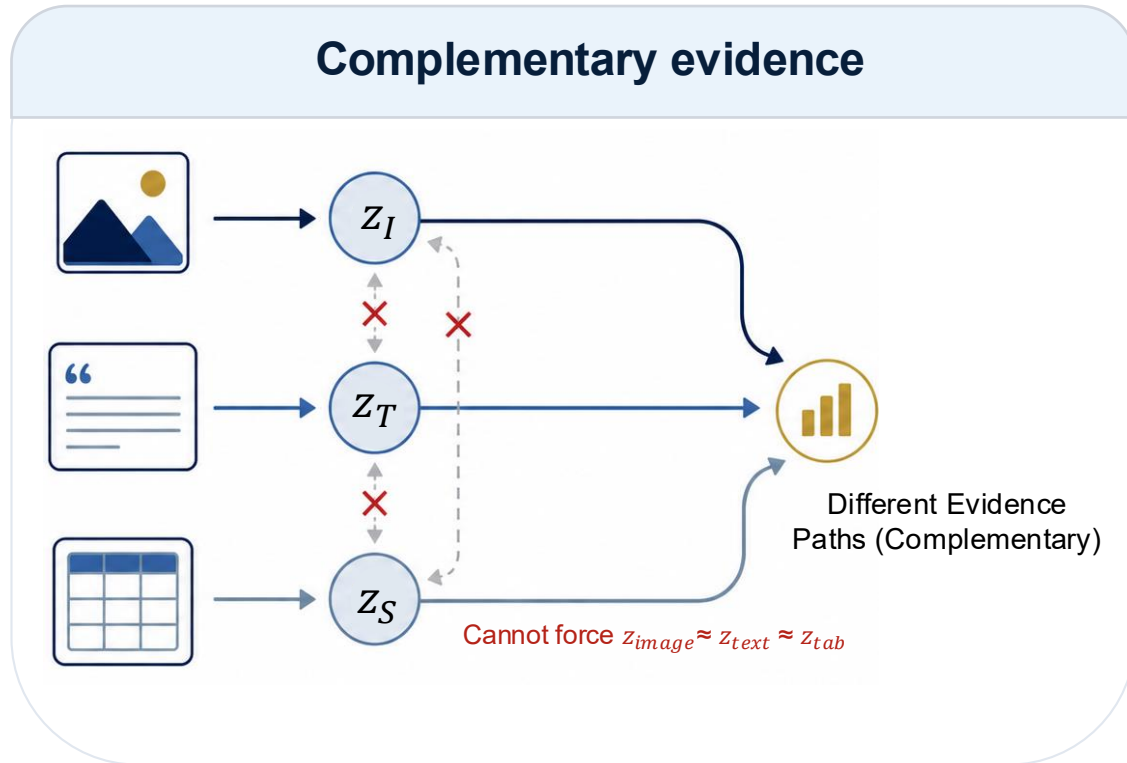 Complementary evidence
z_I
“
z_T
z_S
Different Evidence
Paths (Complementary)
Cannot force z_image ≈ z_text ≈ z_tab